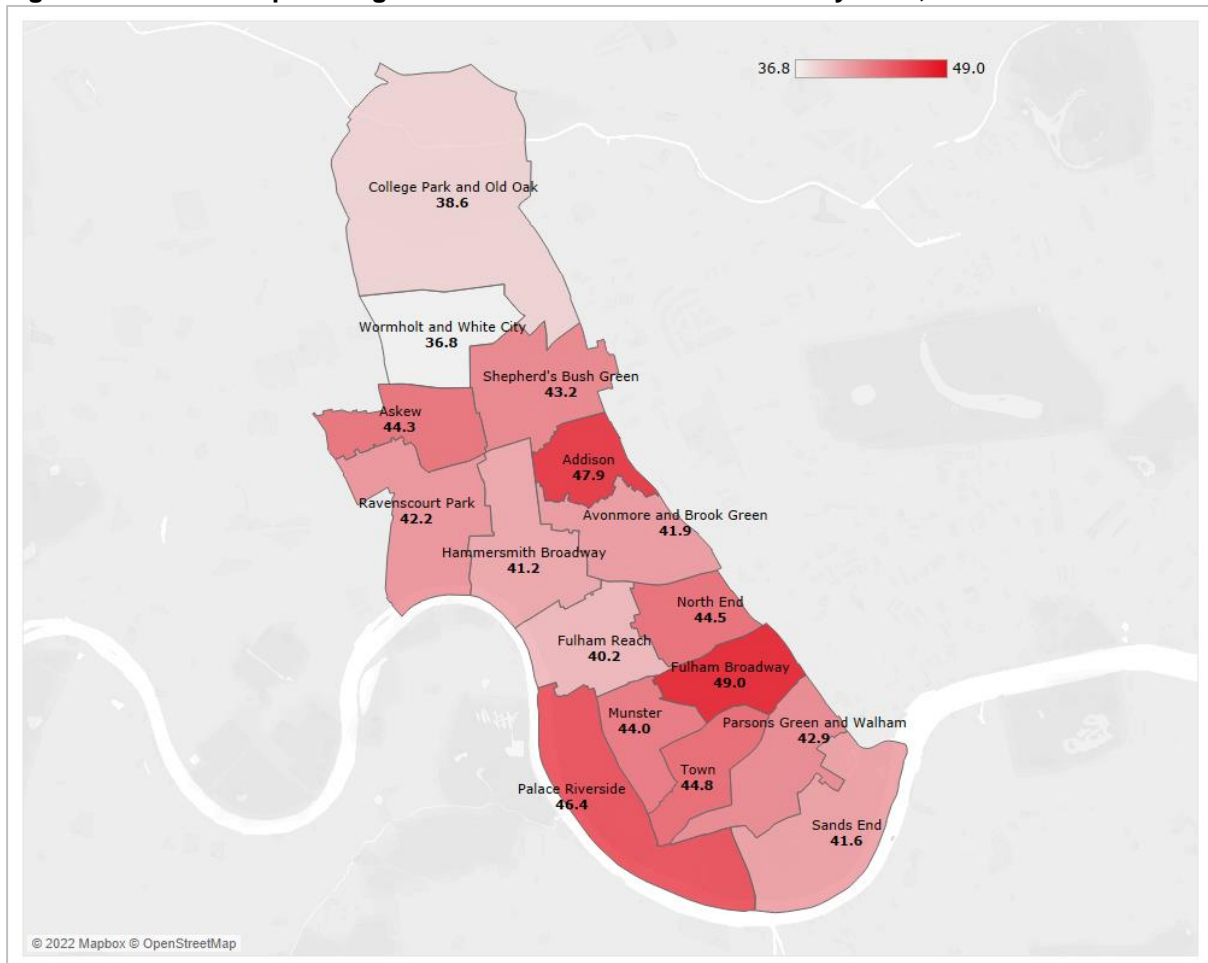 36.8 49.0
College Park and Old Oak
38.6
Wormholt and White City
36.8
Shepherd's Bush Green
43.2
Askew
44.3
Addison
47.9
Ravenscourt Park
42.2
Avonmore and Brook Green
41.9
Hammersmith Broadway
41.2
North End
44.5
Fulham Reach
40.2
Fulham Broadway
49.0
Munster
44.0
Parsons Green and Walham
42.9
Town
44.8
Palace Riverside
46.4
Sands End
41.6
© 2022 Mapbox © OpenStreetMap